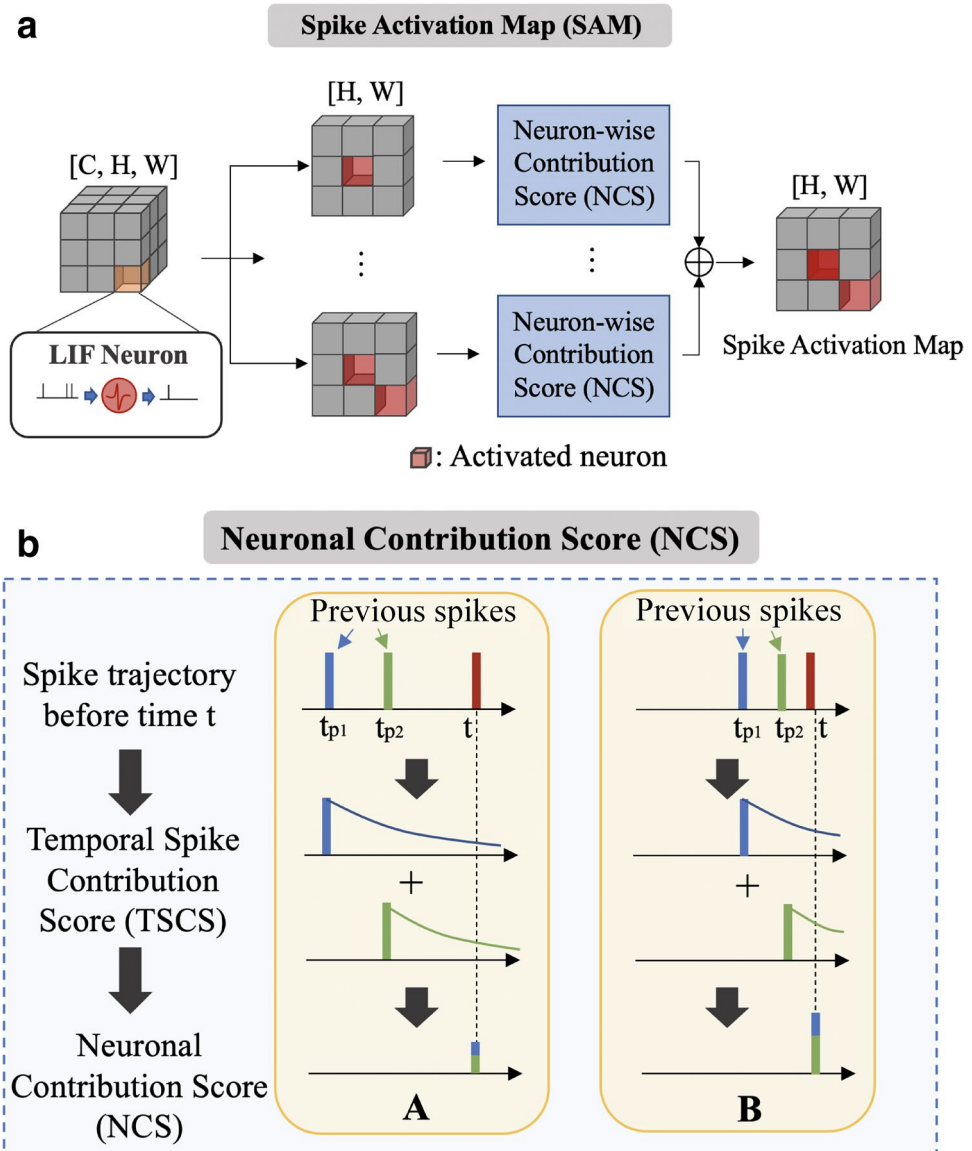 a
Spike Activation Map (SAM)
[H, W]
[C, H, W]
Neuron-wise
Contribution
Score (NCS)
[H, W]
LIF Neuron
Neuron-wise
Contribution
Score (NCS)
Spike Activation Map
: Activated neuron
b
Neuronal Contribution Score (NCS)
Spike trajectory
before time t
Temporal Spike
Contribution
Score (TSCS)
Neuronal
Contribution Score
(NCS)
Previous spikes
tp1 tp2 t
+
A
Previous spikes
tp1 tp2 t
+
B